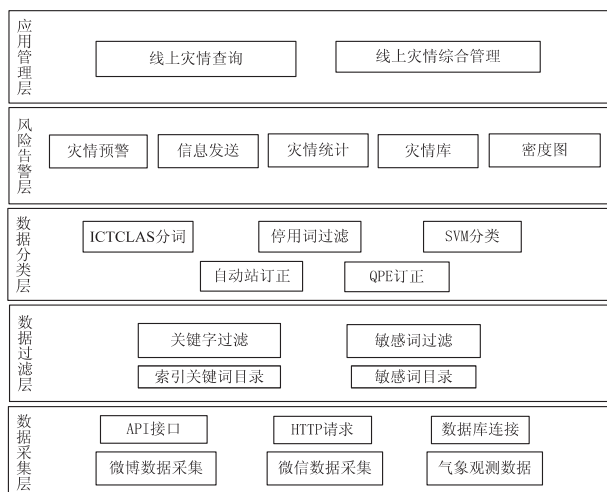 应用管理层
线上灾情查询 线上灾情综合管理
风险告警层
灾情预警 信息发送 灾情统计 灾情库 密度图
数据分类层
ICTCLAS分词 停用词过滤 SVM分类
自动站订正 QPE订正
数据过滤层
关键字过滤 敏感词过滤
索引关键词目录 敏感词目录
数据采集层
API接口 HTTP请求 数据库连接
微博数据采集 微信数据采集 气象观测数据